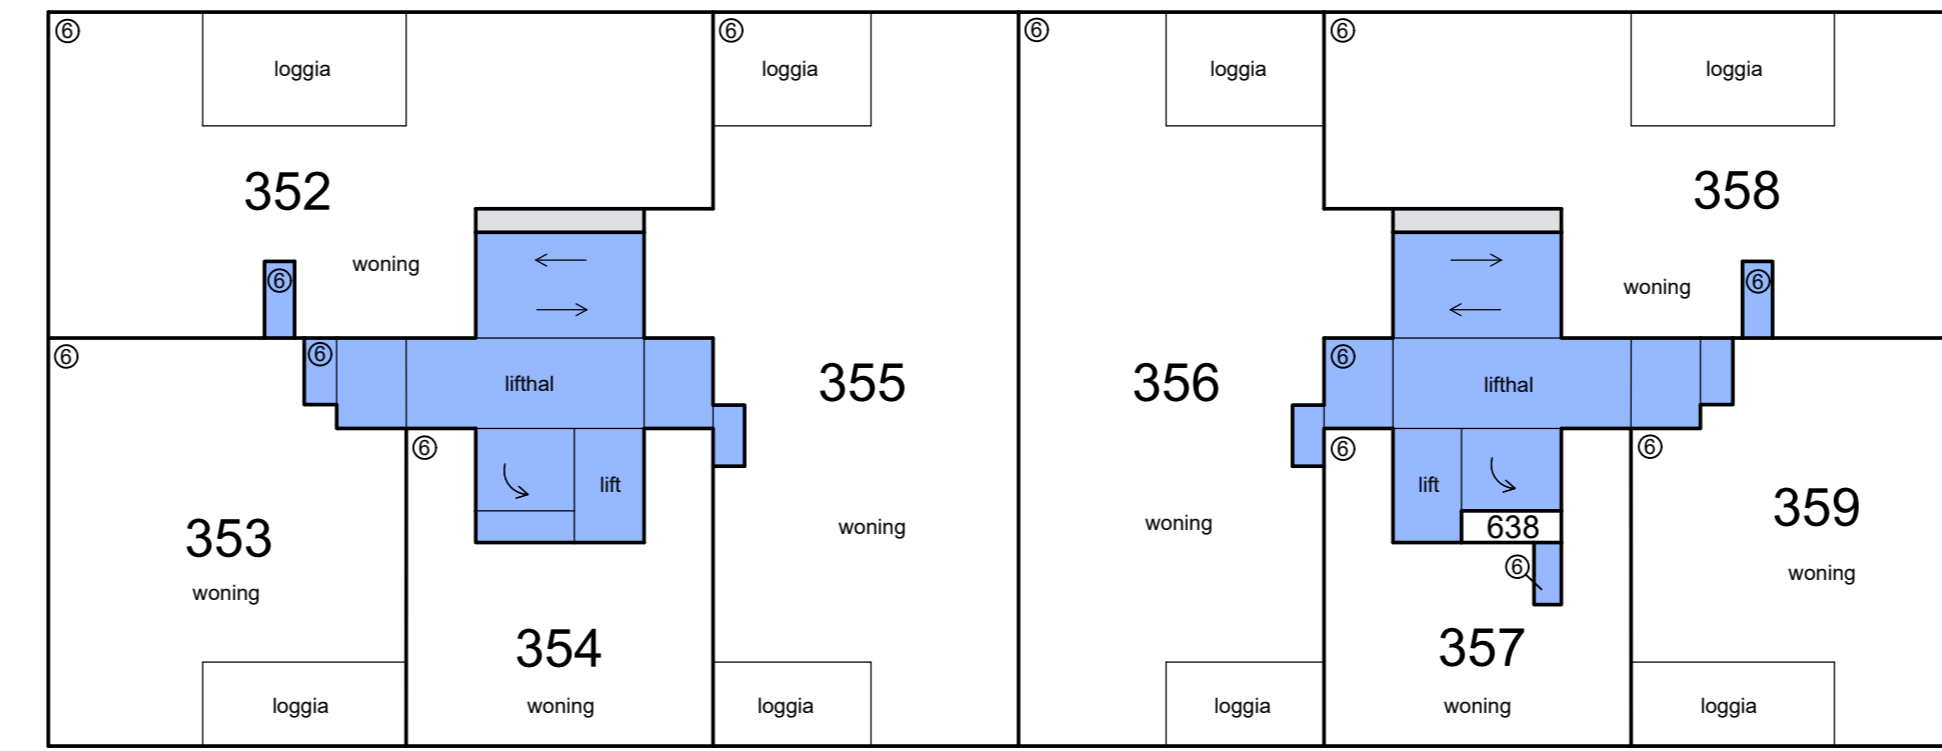 ⑥ ⑥ ⑥ ⑥
loggia loggia loggia loggia
352 358
woning woning
⑥ ⑥
⑥ ⑥ ⑥
lifthal 355 356 lifthal
⑥ ⑥ ⑥
lift lift
353 woning woning 638 359
woning ⑥ woning
354 357
loggia woning loggia loggia woning loggia